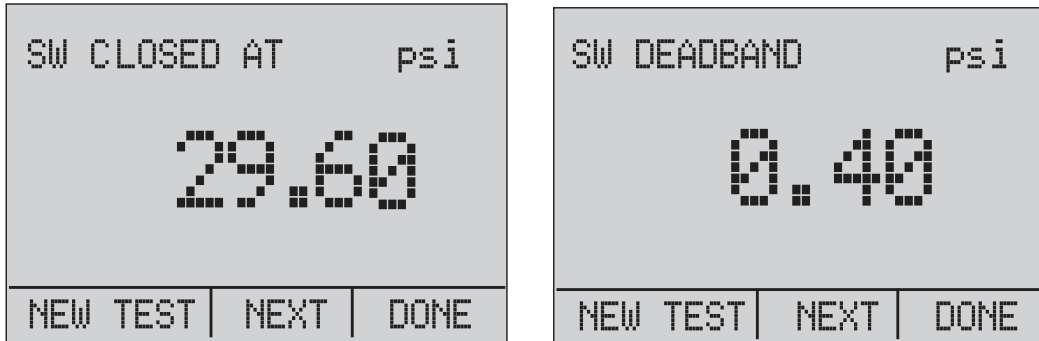 SW CLOSED AT psi
29.60
NEW TEST NEXT DONE
SW DEADBAND psi
0.40
NEW TEST NEXT DONE